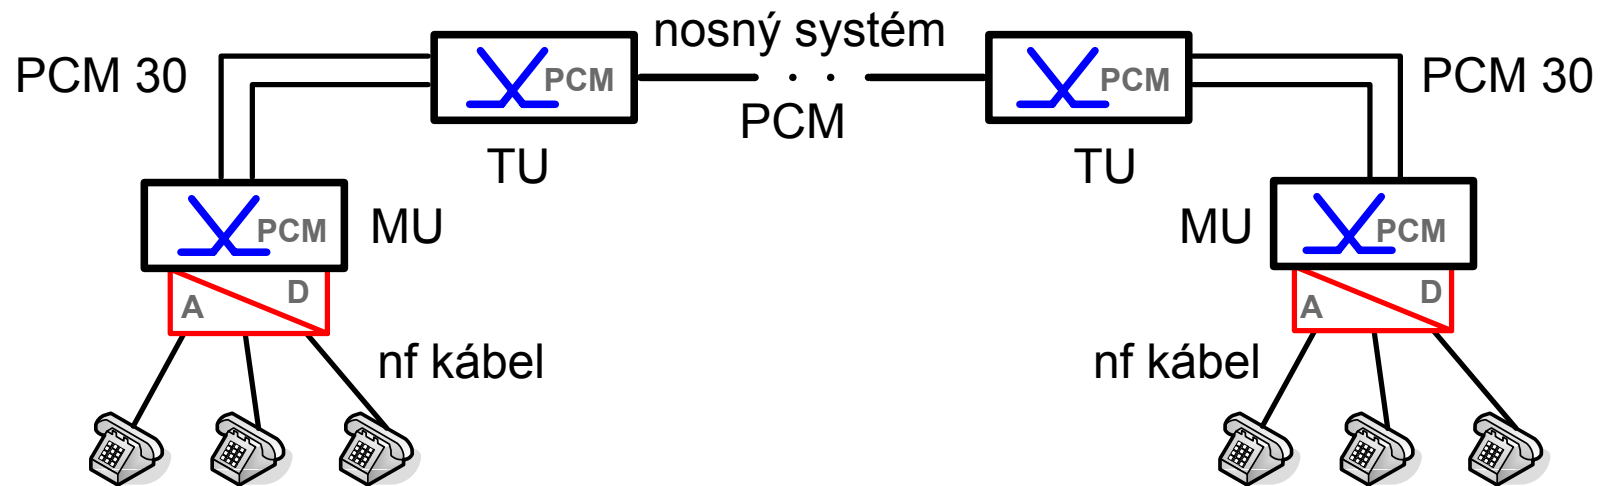 nosný systém
PCM 30
PCM
PCM
PCM 30
PCM
TU
TU
PCM
MU
MU
PCM
A
D
A
D
nf kábel
nf kábel